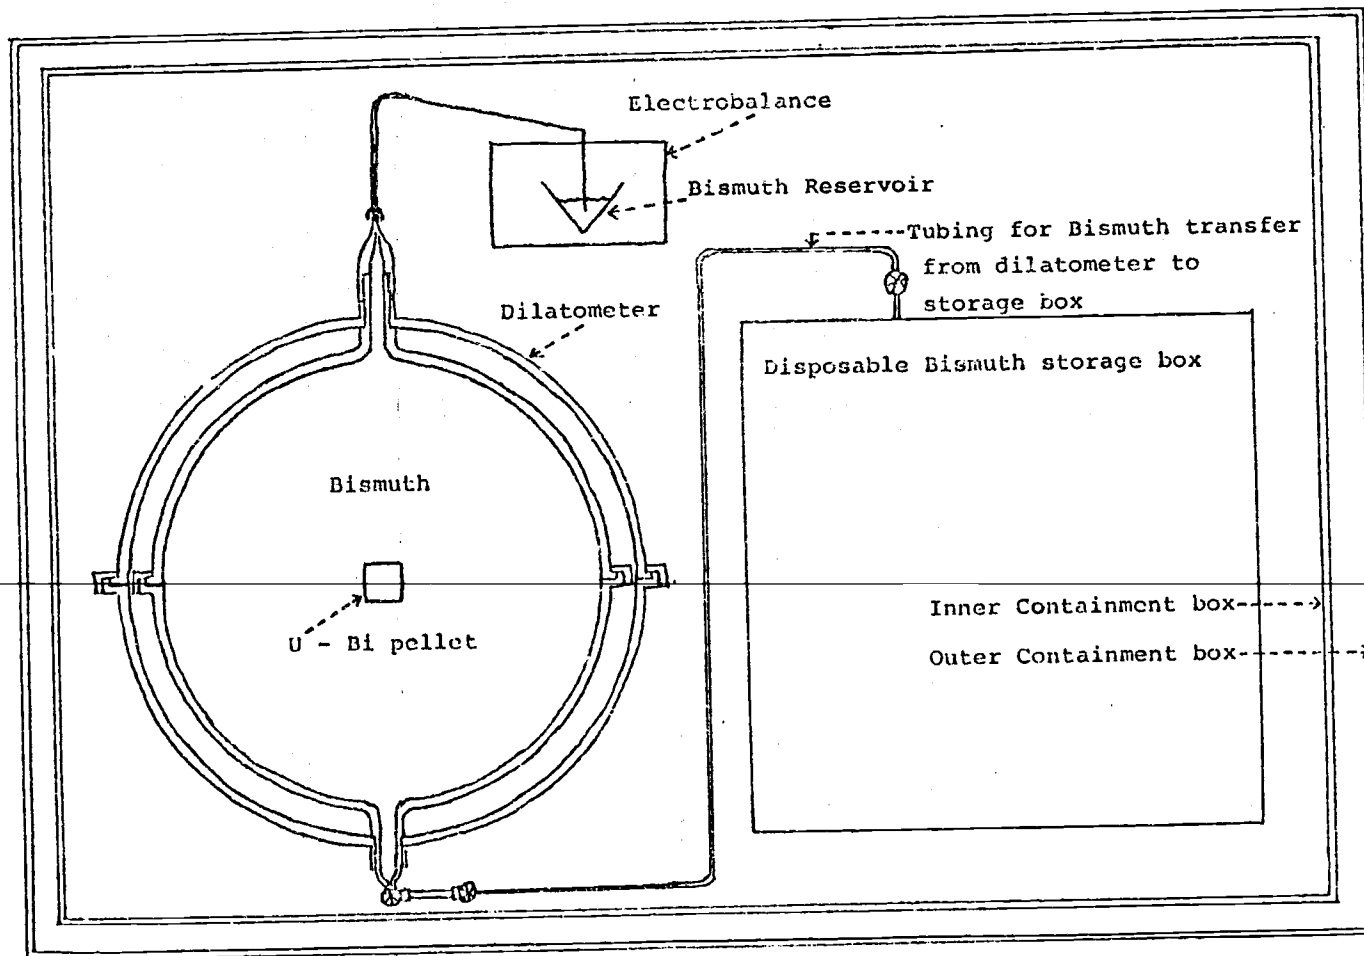 Electrobalance
Bismuth Reservoir
Tubing for Bismuth transfer
from dilatometer to
storage box
Dilatometer
Disposable Bismuth storage box
Bismuth
Inner Containment box
U - Bi pellet
Outer Containment box